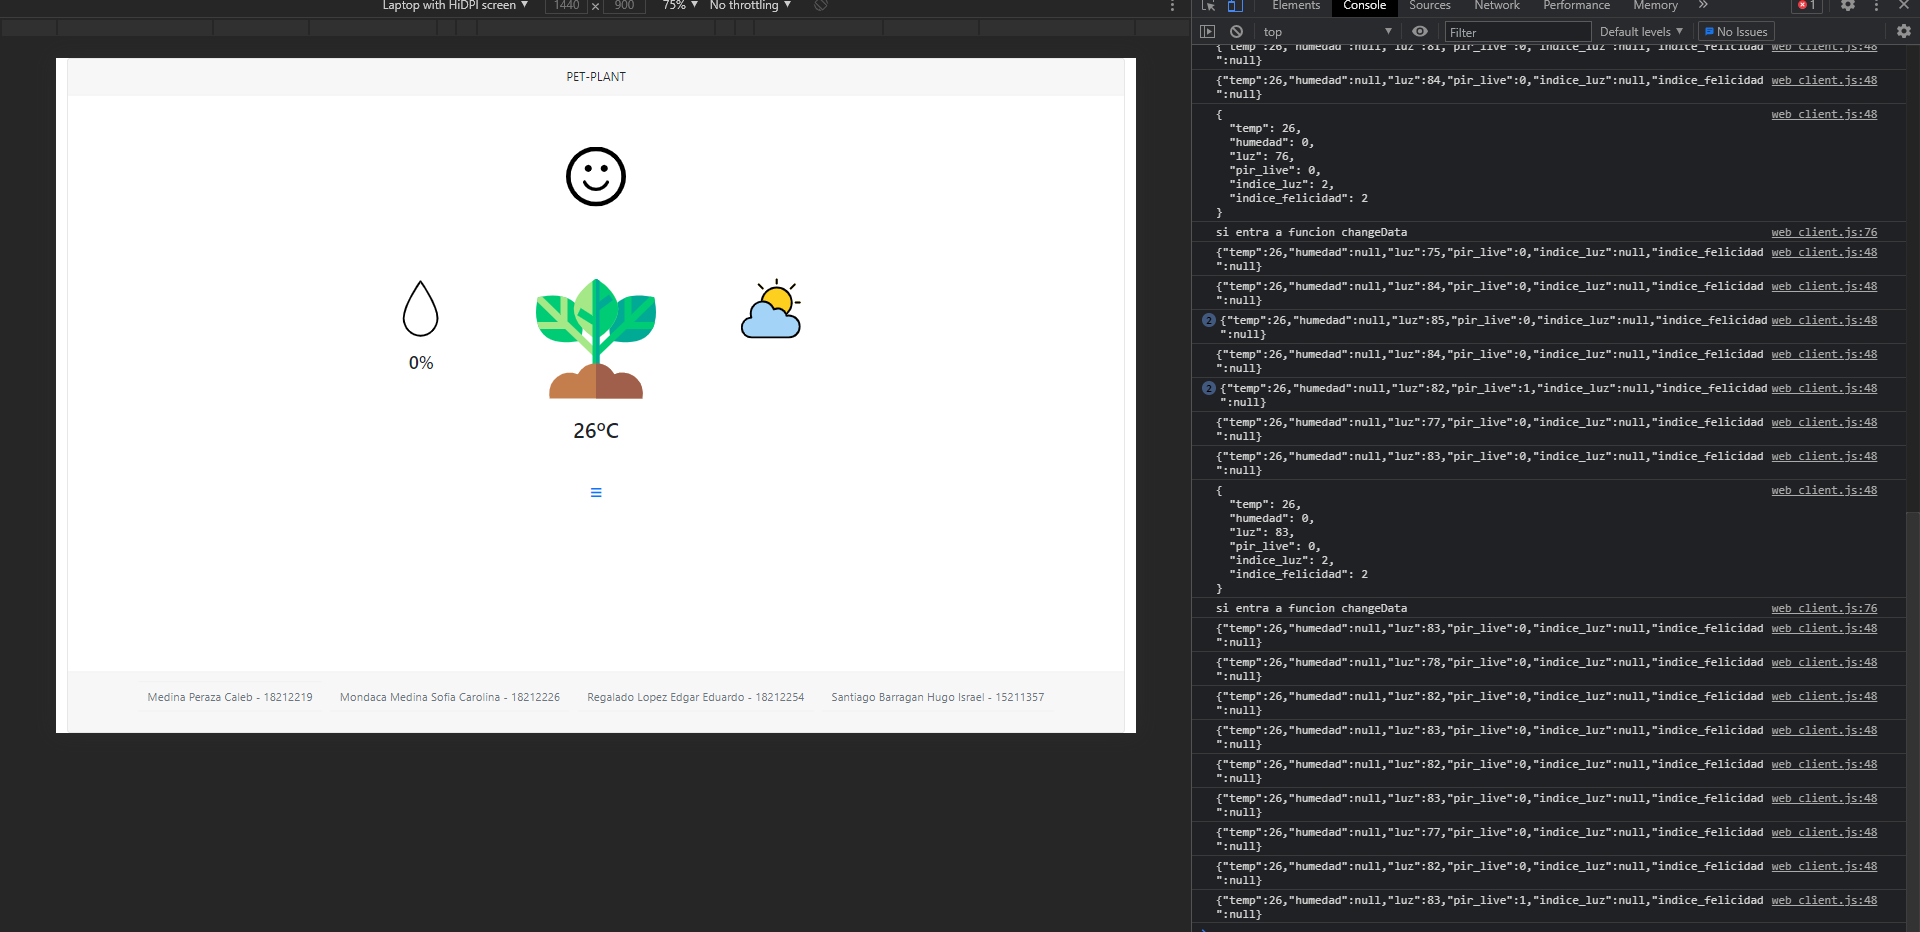 Laptop with HiDPI screen ▼ 1440 × 900 75% ▼ No throttling ▼
PET-PLANT
0%
26ºC
Medina Peraza Caleb - 18212219 Mondaca Medina Sofia Carolina - 18212226 Regalado Lopez Edgar Eduardo - 18212254 Santiago Barragan Hugo Israel - 15211357
Elements Console Sources Network Performance Memory » 1
top ▼ Filter Default levels ▼ No Issues
{"temp":26,"humedad":null,"luz":81,"pir_live":0,"indice_luz":null,"indice_felicidad web_client.js:48
":null}
{"temp":26,"humedad":null,"luz":84,"pir_live":0,"indice_luz":null,"indice_felicidad web_client.js:48
":null}
{ web_client.js:48
"temp": 26,
"humedad": 0,
"luz": 76,
"pir_live": 0,
"indice_luz": 2,
"indice_felicidad": 2
}
si entra a funcion changeData web_client.js:76
{"temp":26,"humedad":null,"luz":75,"pir_live":0,"indice_luz":null,"indice_felicidad web_client.js:48
":null}
{"temp":26,"humedad":null,"luz":84,"pir_live":0,"indice_luz":null,"indice_felicidad web_client.js:48
":null}
2 {"temp":26,"humedad":null,"luz":85,"pir_live":0,"indice_luz":null,"indice_felicidad web_client.js:48
":null}
{"temp":26,"humedad":null,"luz":84,"pir_live":0,"indice_luz":null,"indice_felicidad web_client.js:48
":null}
2 {"temp":26,"humedad":null,"luz":82,"pir_live":1,"indice_luz":null,"indice_felicidad web_client.js:48
":null}
{"temp":26,"humedad":null,"luz":77,"pir_live":0,"indice_luz":null,"indice_felicidad web_client.js:48
":null}
{"temp":26,"humedad":null,"luz":83,"pir_live":0,"indice_luz":null,"indice_felicidad web_client.js:48
":null}
{ web_client.js:48
"temp": 26,
"humedad": 0,
"luz": 83,
"pir_live": 0,
"indice_luz": 2,
"indice_felicidad": 2
}
si entra a funcion changeData web_client.js:76
{"temp":26,"humedad":null,"luz":83,"pir_live":0,"indice_luz":null,"indice_felicidad web_client.js:48
":null}
{"temp":26,"humedad":null,"luz":78,"pir_live":0,"indice_luz":null,"indice_felicidad web_client.js:48
":null}
{"temp":26,"humedad":null,"luz":82,"pir_live":0,"indice_luz":null,"indice_felicidad web_client.js:48
":null}
{"temp":26,"humedad":null,"luz":83,"pir_live":0,"indice_luz":null,"indice_felicidad web_client.js:48
":null}
{"temp":26,"humedad":null,"luz":82,"pir_live":0,"indice_luz":null,"indice_felicidad web_client.js:48
":null}
{"temp":26,"humedad":null,"luz":83,"pir_live":0,"indice_luz":null,"indice_felicidad web_client.js:48
":null}
{"temp":26,"humedad":null,"luz":77,"pir_live":0,"indice_luz":null,"indice_felicidad web_client.js:48
":null}
{"temp":26,"humedad":null,"luz":82,"pir_live":0,"indice_luz":null,"indice_felicidad web_client.js:48
":null}
{"temp":26,"humedad":null,"luz":83,"pir_live":1,"indice_luz":null,"indice_felicidad web_client.js:48
":null}